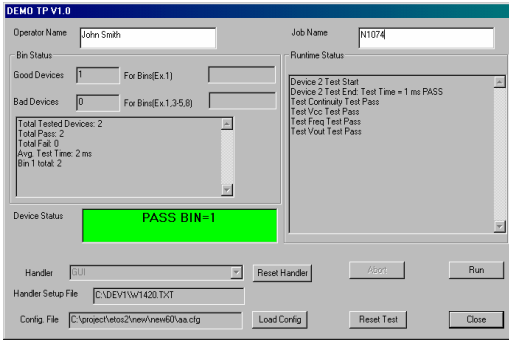 DEMO TP V1.0
Operator Name John Smith
Job Name N1074
Bin Status
Good Devices 1 For Bins(Ex.1)
Bad Devices 0 For Bins(Ex.1,3-5,8)
Total Tested Devices: 2
Total Pass: 2
Total Fail: 0
Avg. Test Time: 2 ms
Bin 1 total: 2
Runtime Status
Device 2 Test Start
Device 2 Test End: Test Time = 1 ms PASS
Test Continuity Test Pass
Test Vcc Test Pass
Test Freq Test Pass
Test Vout Test Pass
Device Status PASS BIN=1
Handler GUI Reset Handler Abort Run
Handler Setup File C:\DEV1\W1420.TXT
Config. File C:\project\etos2\new\new60\aa.cfg Load Config Reset Test Close